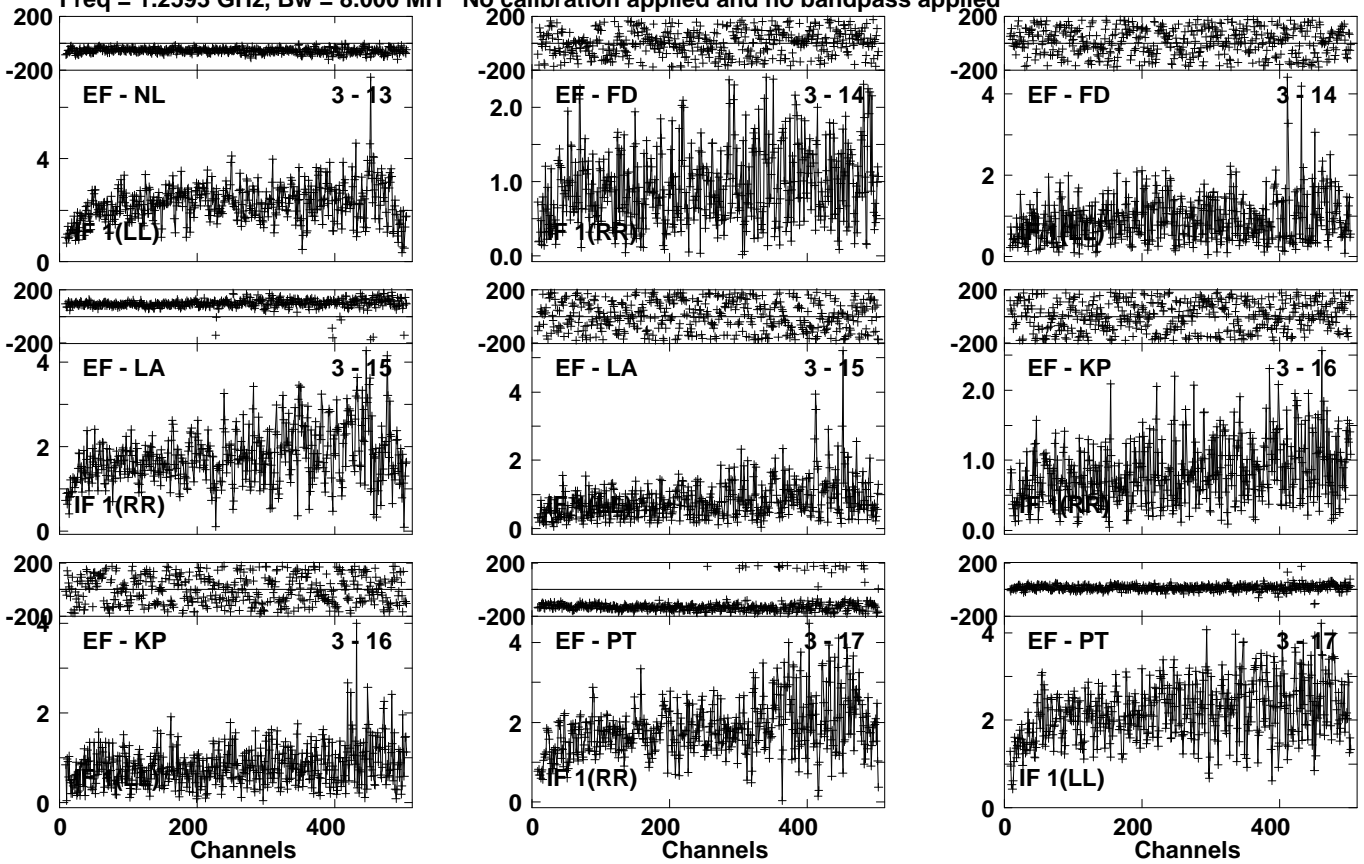 Freq = 1.2593 GHz, Bw = 8.000 MH No calibration applied and no bandpass applied
200 200 200
-200 -200 -200
EF - NL 3 - 13 EF - FD 3 - 14 EF - FD 3 - 14
2.0 4
4
2
1.0
IF 1(LL) IF 1(RR)
0 0.0 0
200 200 200
-200 -200 -200
4 EF - LA 3 - 15 EF - LA 3 - 15 EF - KP 3 - 16
4 2.0
2
2 1.0
IF 1(RR) IF 1(RR)
0 0 0.0
200 200 200
-200 -200 -200
4 EF - KP 3 - 16 4 EF - PT 3 - 17 4 EF - PT 3 - 17
2 2 2
IF 1(RR) IF 1(LL)
0 0 0
0 200 400 0 200 400 0 200 400
Channels Channels Channels